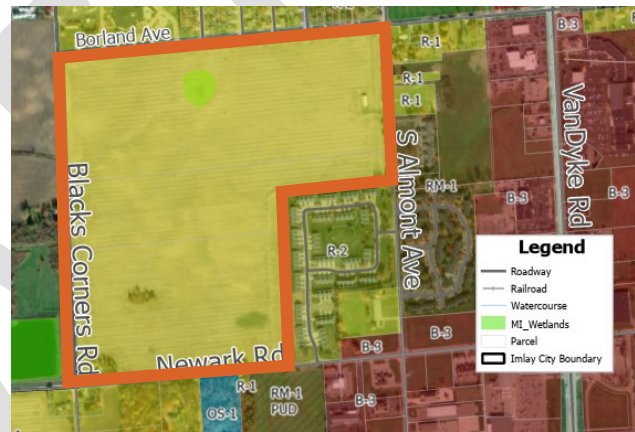 Borland Ave
B-3
R-1
R-1
R-1
VanDyke Rd
S Almont Ave
Blacks Corners Rd
RM-1
B-3
B-3
R-2
Legend
Roadway
Railroad
Watercourse
MI_Wetlands
Parcel
Imlay City Boundary
B-3
B-3
Newark Rd
R-1
OS-1
RM-1
PUD
B-3